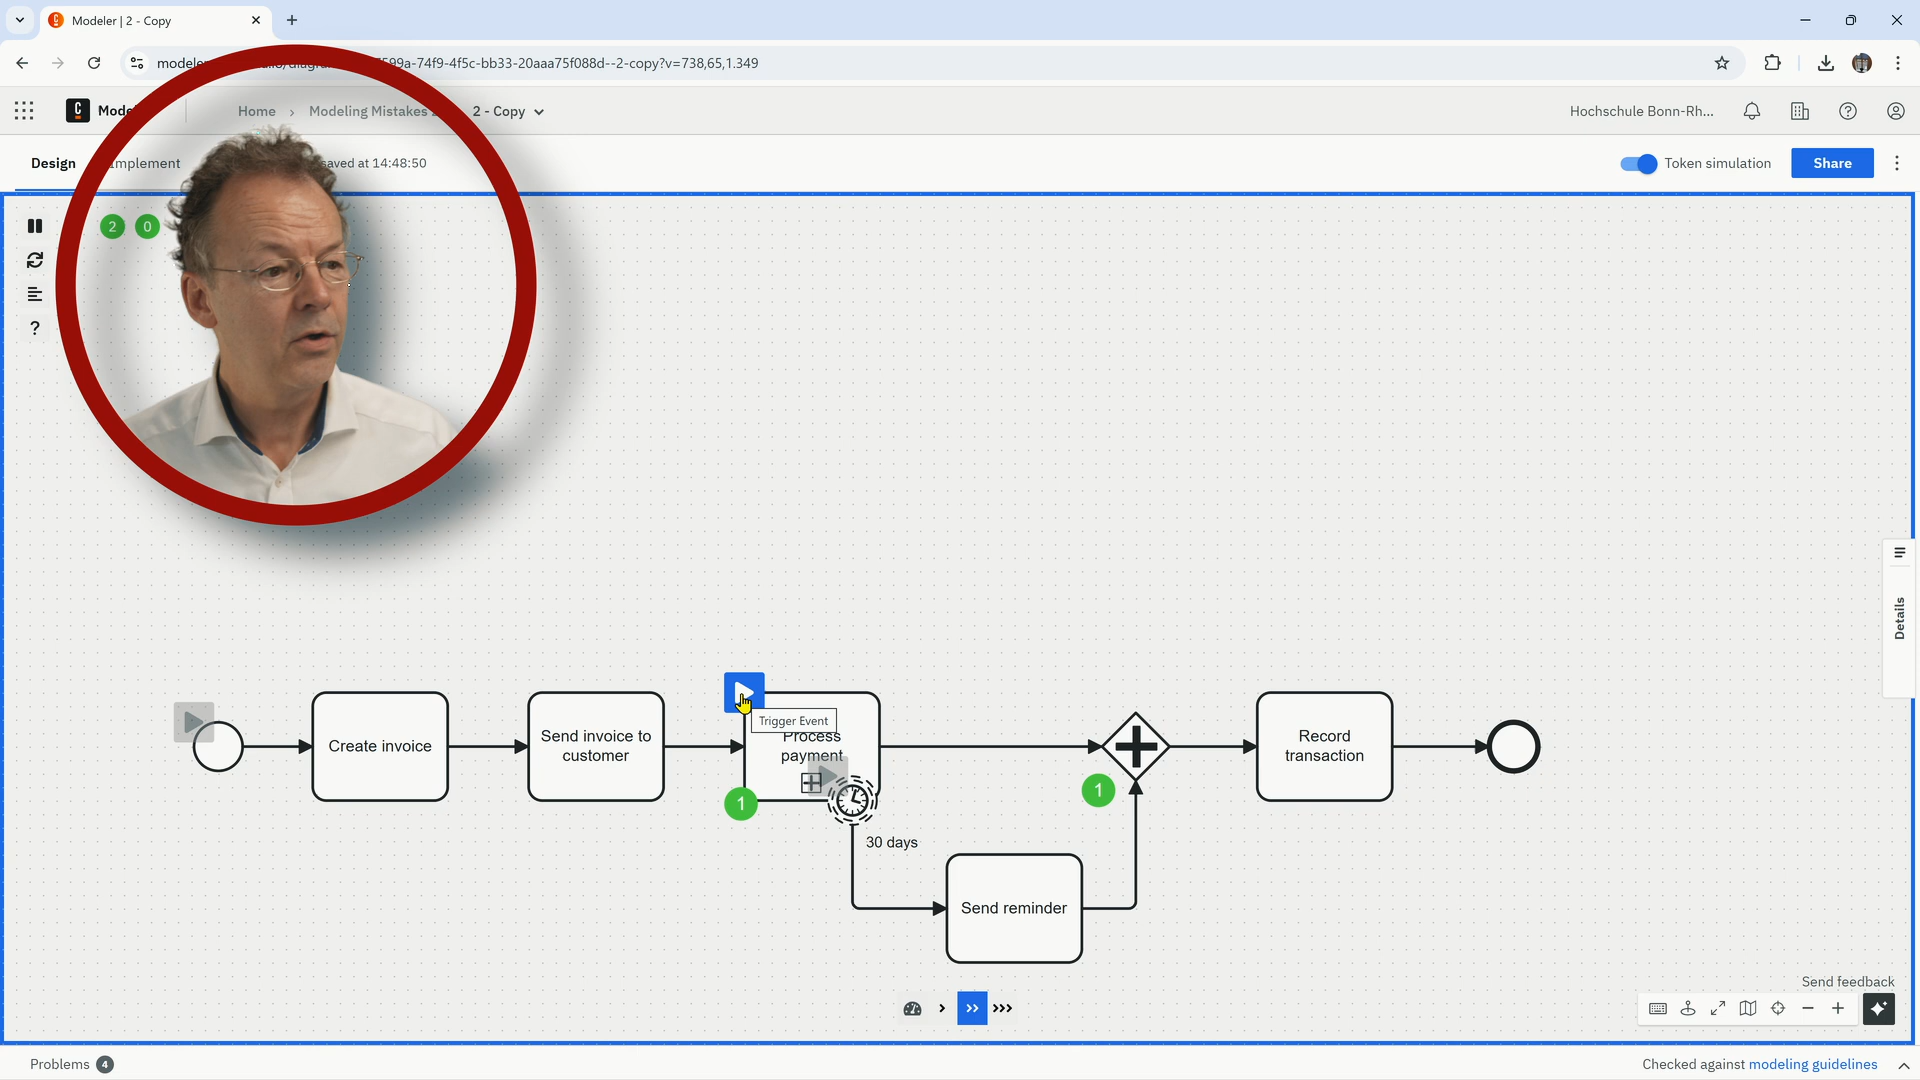 Modeler | 2 - Copy
599a-74f9-4f5c-bb33-20aaa75f088d--2-copy?v=738,65,1.349
Home
Modeling Mistakes
2 - Copy
Hochschule Bonn-Rh...
Design
Implement
saved at 14:48:50
Token simulation
Share
2
0
?
Details
Trigger Event
Create invoice
Send invoice to
customer
Process
payment
Record
transaction
1
1
30 days
Send reminder
Send feedback
Problems 4
Checked against modeling guidelines